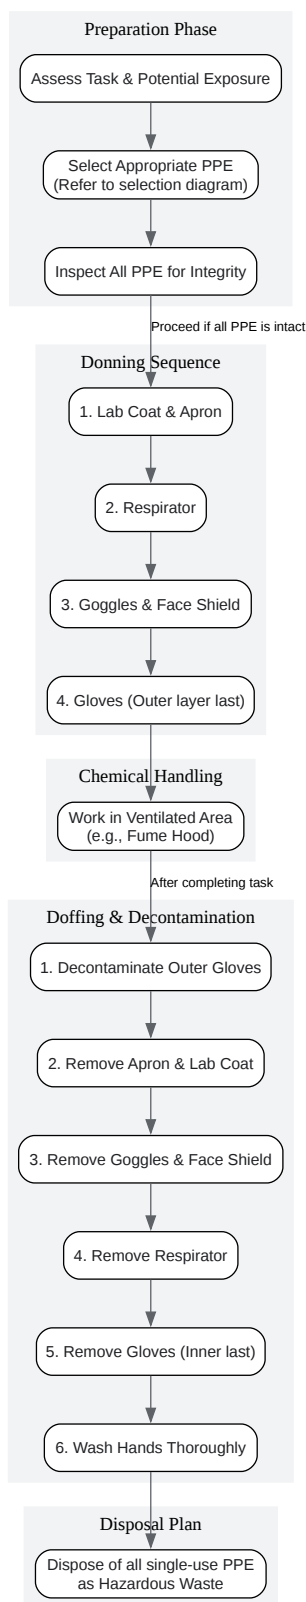 Preparation Phase
Assess Task & Potential Exposure
Select Appropriate PPE
(Refer to selection diagram)
Inspect All PPE for Integrity
Proceed if all PPE is intact
Donning Sequence
1. Lab Coat & Apron
2. Respirator
3. Goggles & Face Shield
4. Gloves (Outer layer last)
Chemical Handling
Work in Ventilated Area
(e.g., Fume Hood)
After completing task
Doffing & Decontamination
1. Decontaminate Outer Gloves
2. Remove Apron & Lab Coat
3. Remove Goggles & Face Shield
4. Remove Respirator
5. Remove Gloves (Inner last)
6. Wash Hands Thoroughly
Disposal Plan
Dispose of all single-use PPE
as Hazardous Waste